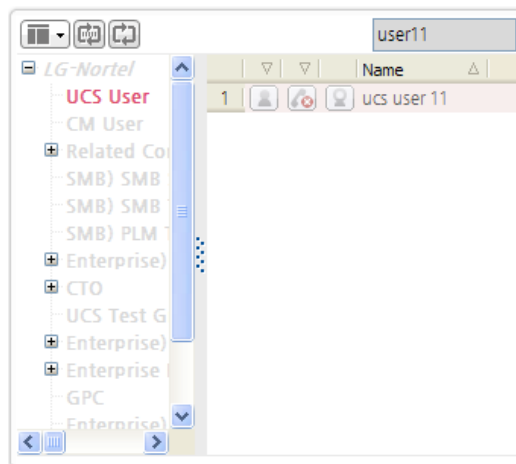 user11
LG-Nortel
Name
UCS User
1 ucs user 11
CM User
Related Co
SMB) SMB
SMB) SMB
SMB) PLM
Enterprise)
CTO
UCS Test G
Enterprise)
Enterprise
GPC
Enterprise)